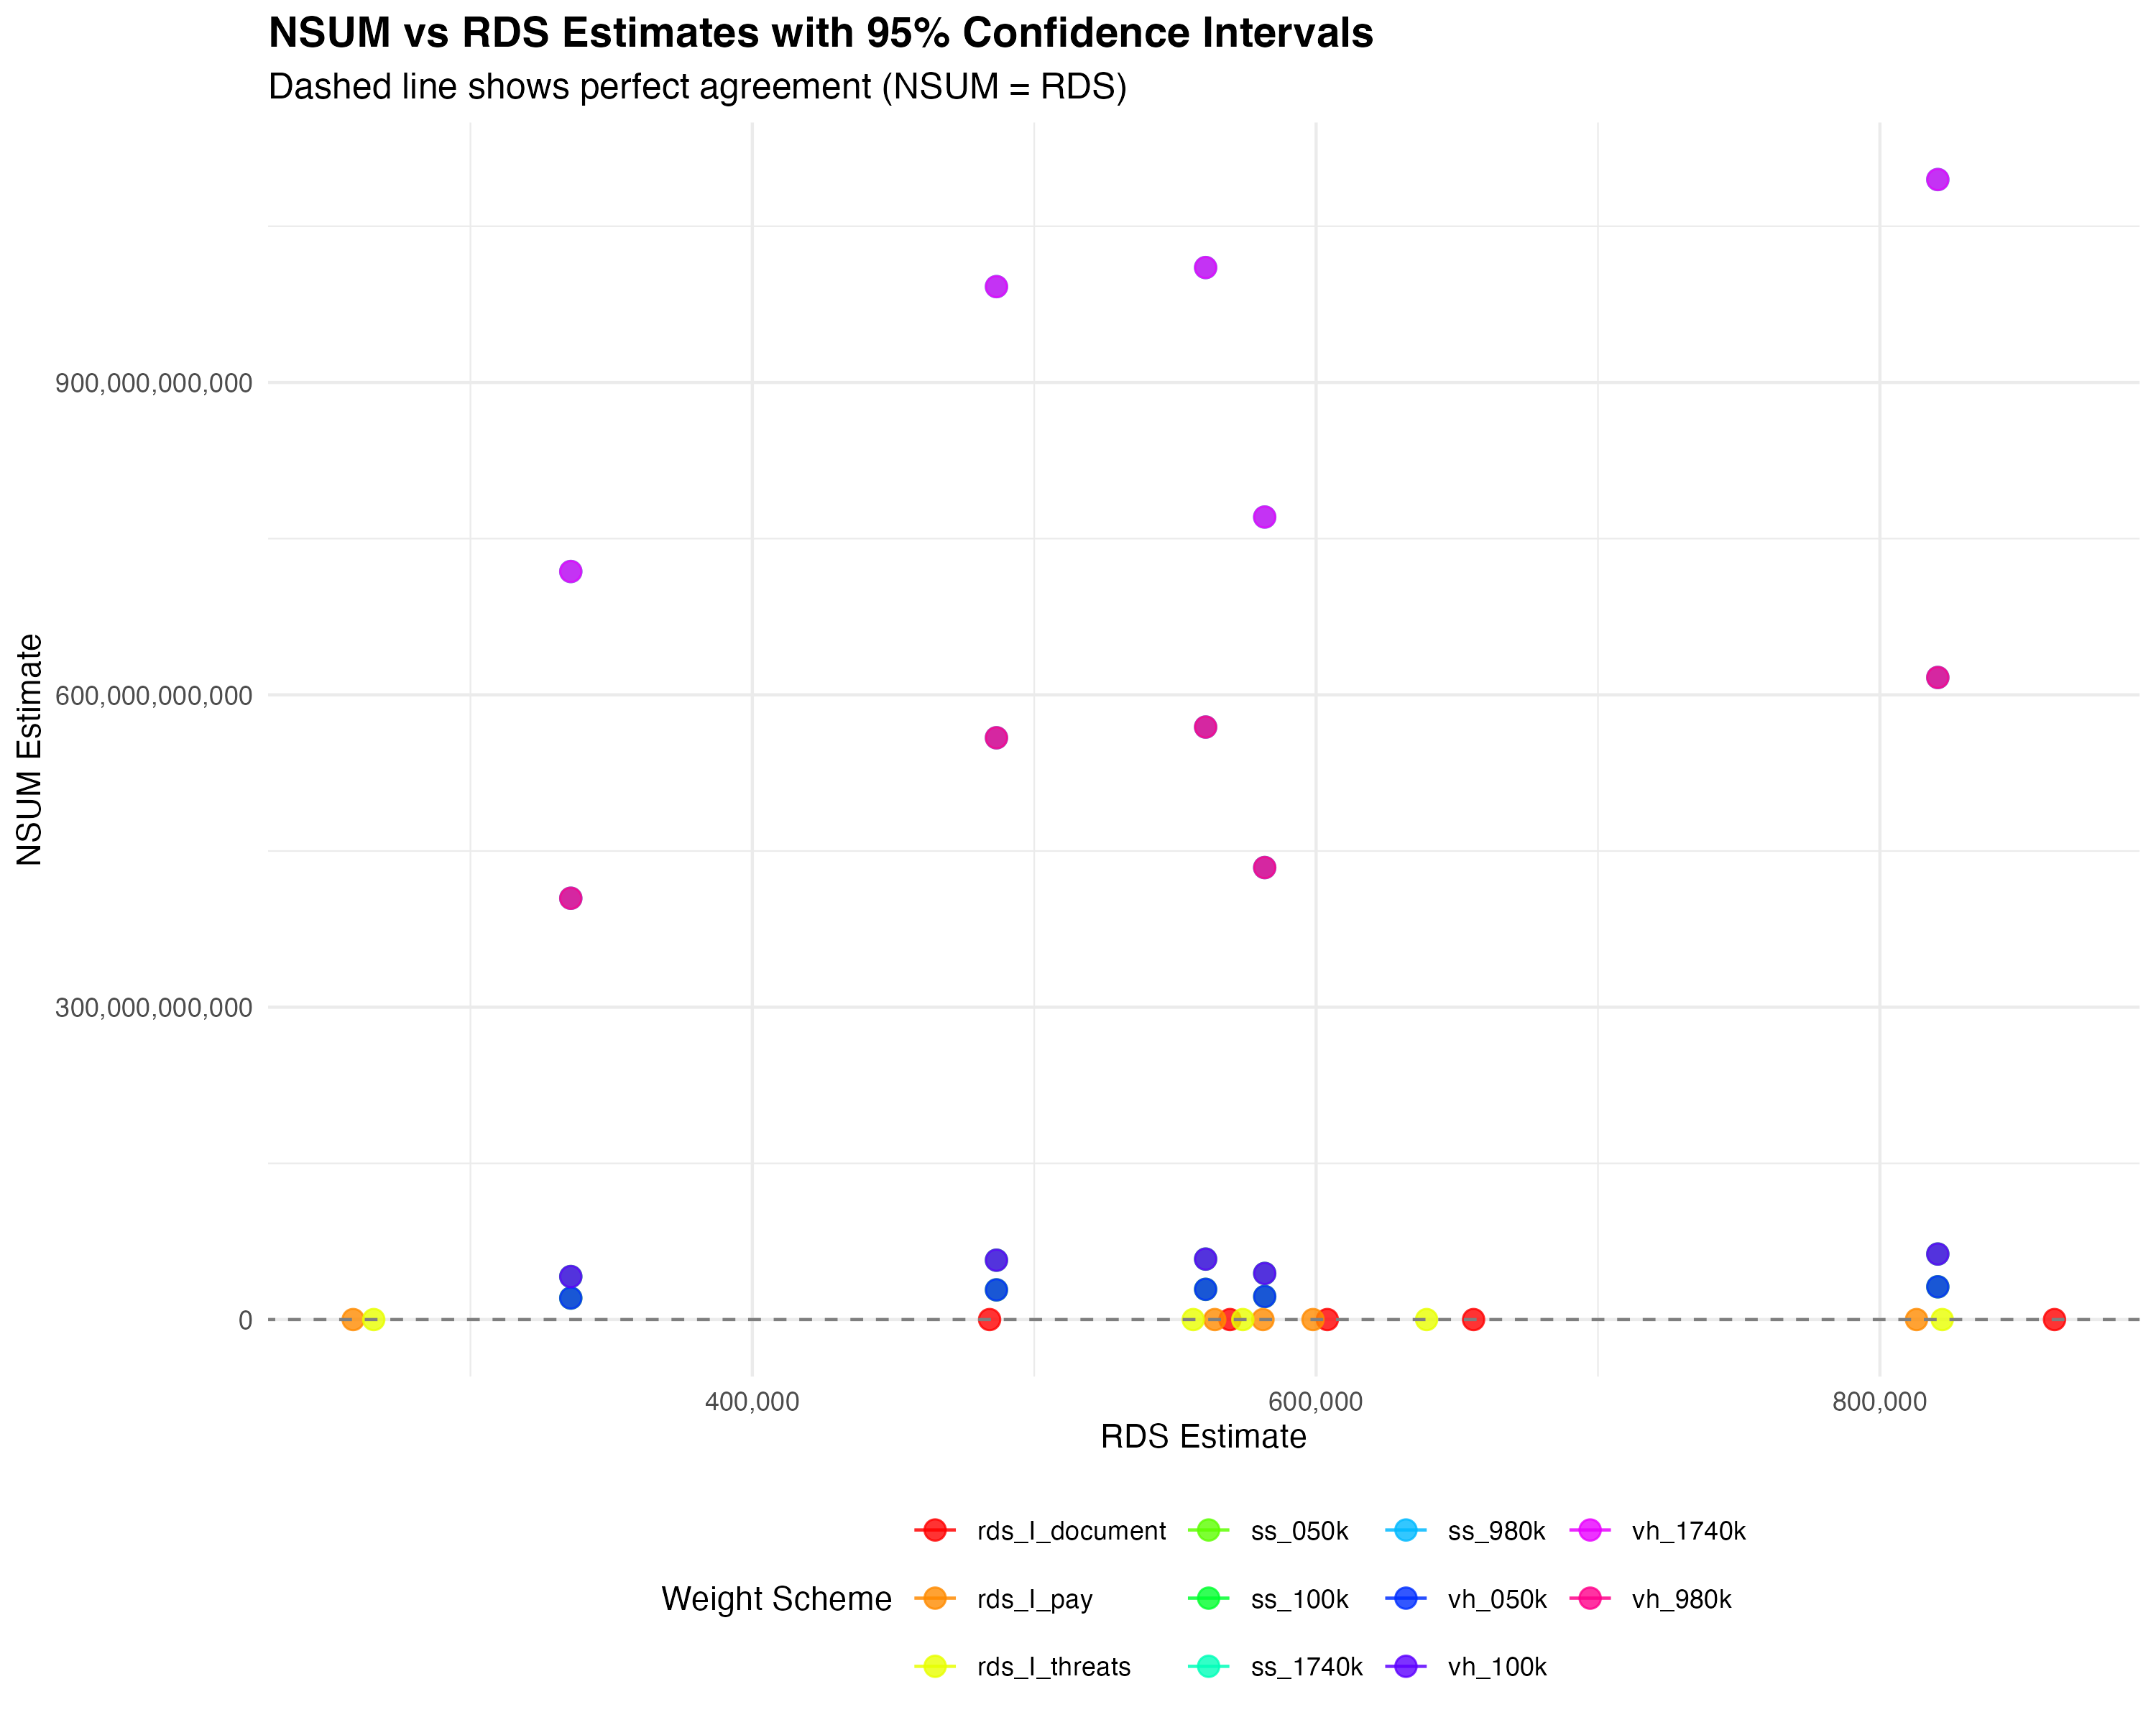 NSUM vs RDS Estimates with 95% Confidence Intervals
Dashed line shows perfect agreement (NSUM = RDS)
NSUM Estimate
900,000,000,000
600,000,000,000
300,000,000,000
0
400,000
600,000
800,000
RDS Estimate
Weight Scheme
rds_I_document
rds_I_pay
rds_I_threats
ss_050k
ss_100k
ss_1740k
ss_980k
vh_050k
vh_100k
vh_1740k
vh_980k